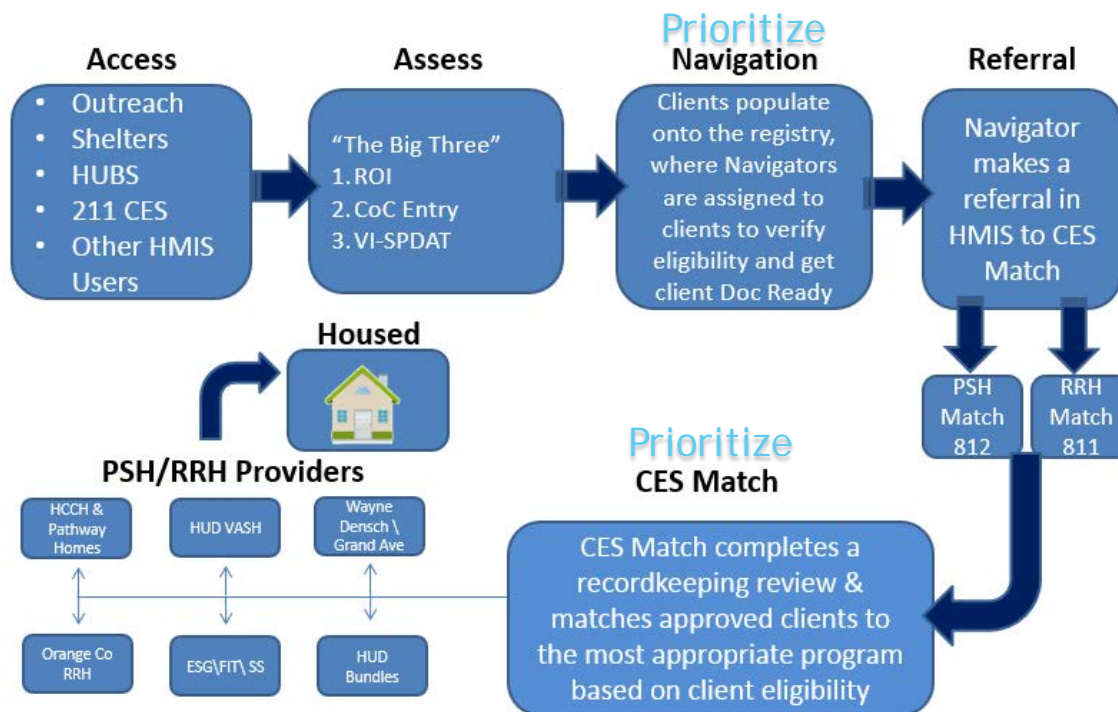 Access
• Outreach
• Shelters
• HUBS
• 211 CES
• Other HMIS
Users
Assess
“The Big Three”
1. ROI
2. CoC Entry
3. VI-SPDAT
Prioritize
Navigation
Clients populate
onto the registry,
where Navigators
are assigned to
clients to verify
eligibility and get
client Doc Ready
Referral
Navigator
makes a
referral in
HMIS to CES
Match
PSH
Match
812
RRH
Match
811
Prioritize
CES Match
CES Match completes a
recordkeeping review &
matches approved clients to
the most appropriate program
based on client eligibility
PSH/RRH Providers
HCCH &
Pathway
Homes
HUD VASH
Wayne
Densch \
Grand Ave
Orange Co
RRH
ESG\FIT\ SS
HUD
Bundles
Housed